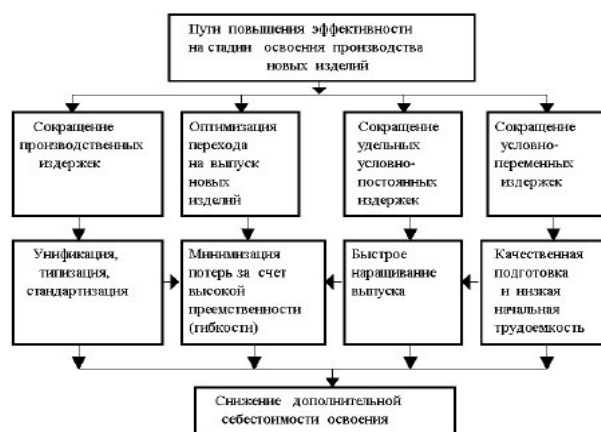 Пути повышения эффективности
на стадии освоения производства
новых изделий
Сокращение
производственных
издержек
Оптимизация
перехода
на выпуск
новых
изделий
Сокращение
удельных
условно-
постоянных
издержек
Сокращение
условно-
переменных
издержек
Унификация,
типизация,
стандартизация
Минимизация
потерь за счет
высокой
преемственности
(гибкости)
Быстрое
наращивание
выпуска
Качественная
подготовка
и низкая
начальная
трудоемкость
Снижение дополнительной
себестоимости освоения